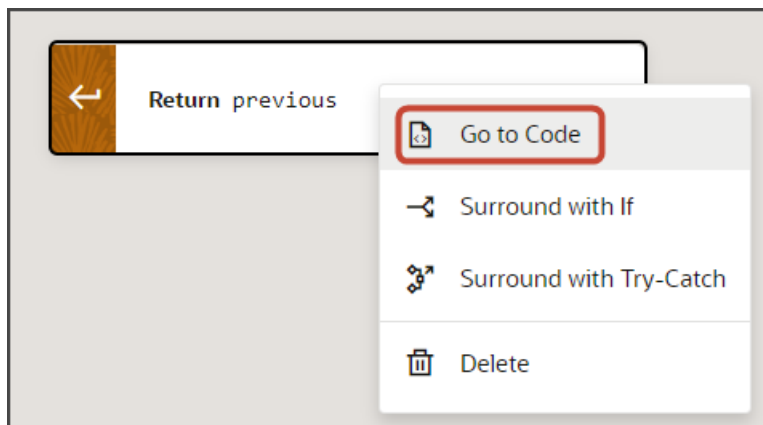 Return previous
Go to Code
Surround with If
Surround with Try-Catch
Delete